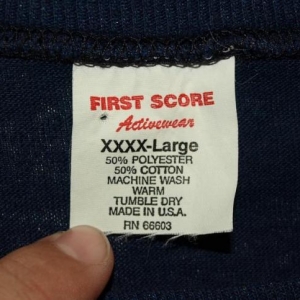 FIRST SCORE
Activewear
XXXX-Large
50% POLYESTER
50% COTTON
MACHINE WASH
WARM
TUMBLE DRY
MADE IN U.S.A.
RN 66603